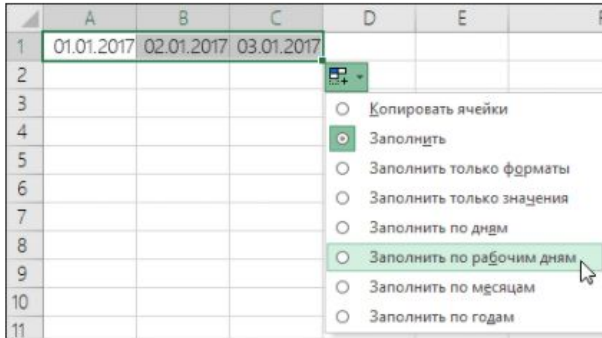 A B C D E F
1 01.01.2017 02.01.2017 03.01.2017
2
3 Копировать ячейки
4 Заполнить
5 Заполнить только форматы
6 Заполнить только значения
7 Заполнить по дням
8 Заполнить по рабочим дням
9 Заполнить по месяцам
10 Заполнить по годам
11